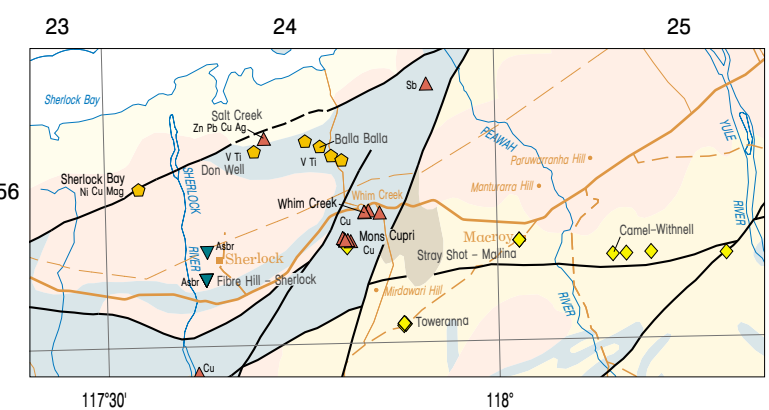 23 24 25
Sb
Sherlock Bay
Salt Creek
Zn Pb Cu Ag
PEAWAH
YULE
Balla Balla
V Ti
V Ti
Don Well
Paruwarranha Hill
Sherlock Bay
Ni Cu Mag
SHERLOCK
Manturarra Hill
56
Whim Creek
Whim Creek
Cu
RIVER
Camel-Withnell
Mons Cupri
Cu
Macroy
Asbr
RIVER
Sherlock
Stray Shot – Mallina
Asbr
Fibre Hill – Sherlock
Mirdawari Hill
RIVER
Toweranna
Cu
117°30'
118°